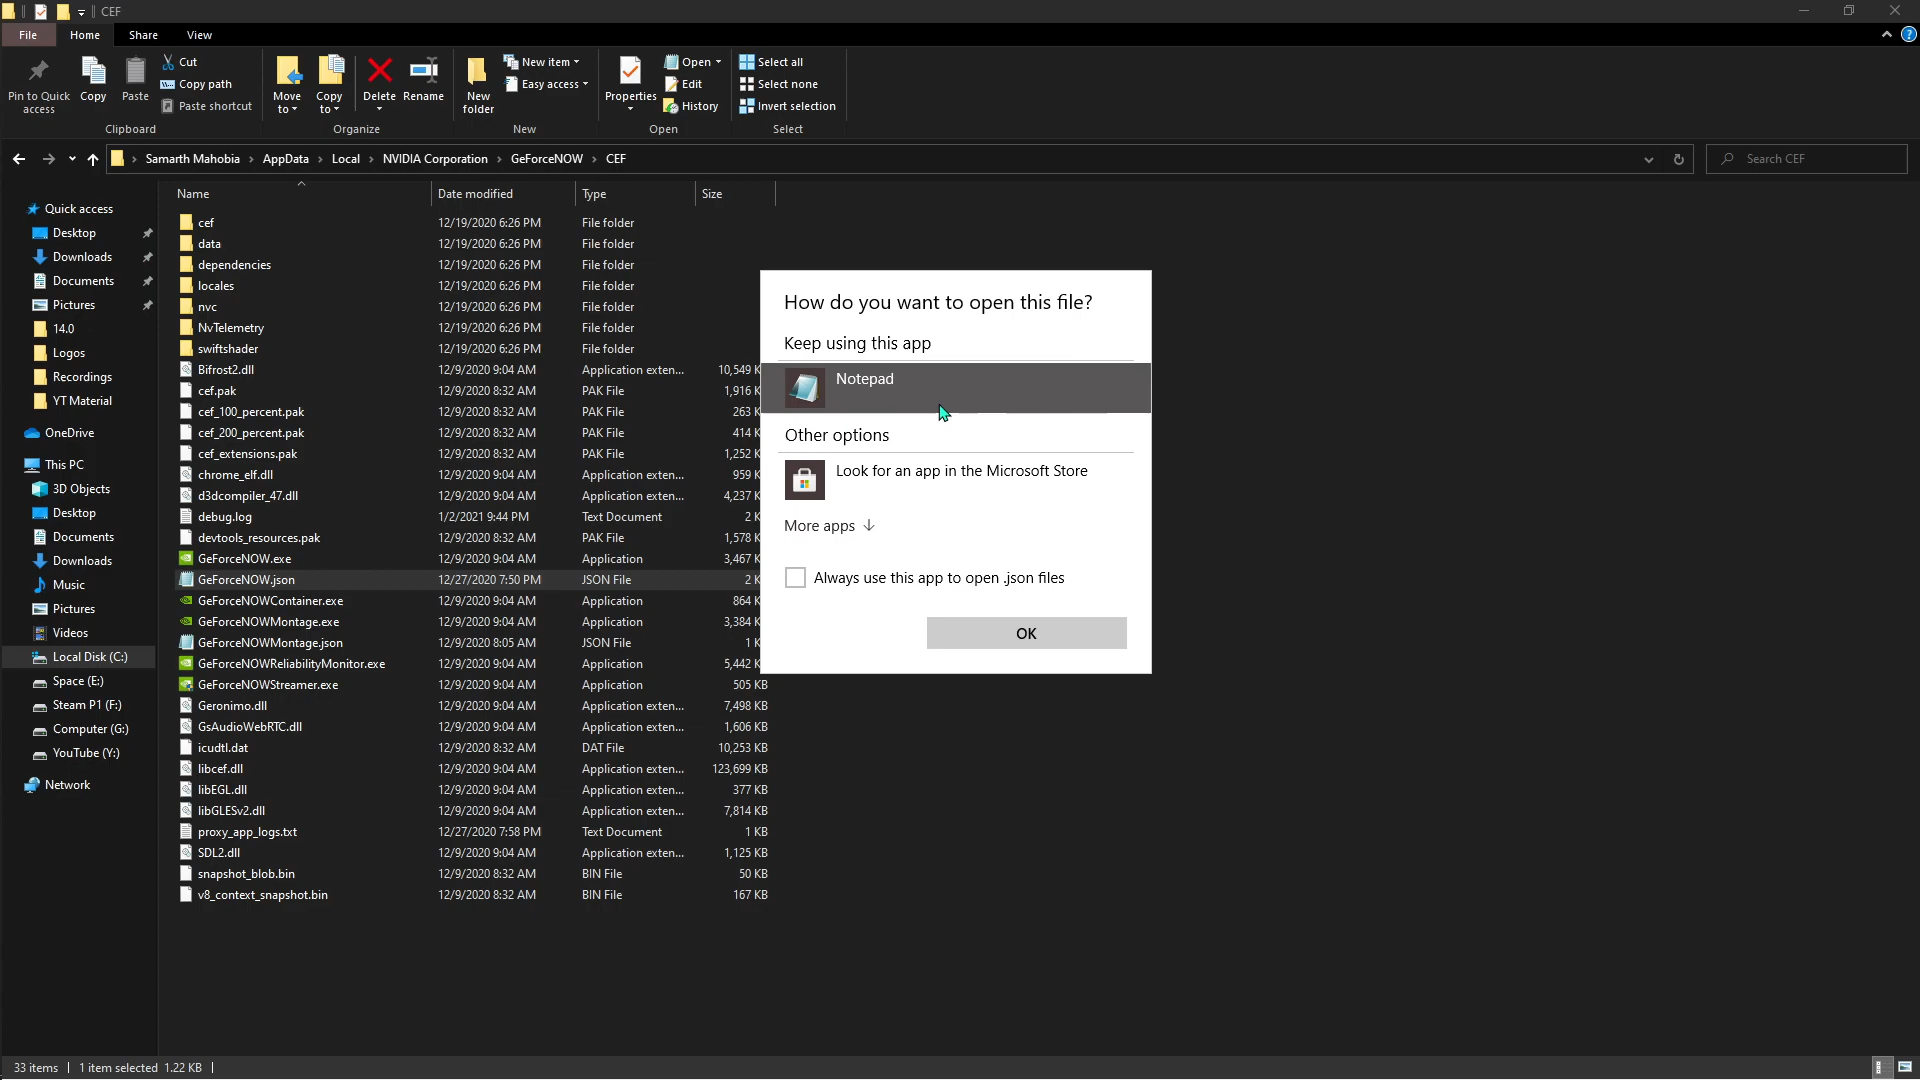 CEF
File Home Share View
Pin to Quick access
Copy
Paste
Cut
Copy path
Paste shortcut
Clipboard
Move to
Copy to
Delete
Rename
Organize
New folder
New item
Easy access
New
Properties
Open
Edit
History
Open
Select all
Select none
Invert selection
Select
Samarth Mahobia > AppData > Local > NVIDIA Corporation > GeForceNOW > CEF
Search CEF
Quick access
Desktop
Downloads
Documents
Pictures
14.0
Logos
Recordings
YT Material
OneDrive
This PC
3D Objects
Desktop
Documents
Downloads
Music
Pictures
Videos
Local Disk (C:)
Space (E:)
Steam P1 (F:)
Computer (G:)
YouTube (Y:)
Network
Name Date modified Type Size
cef 12/19/2020 6:26 PM File folder
data 12/19/2020 6:26 PM File folder
dependencies 12/19/2020 6:26 PM File folder
locales 12/19/2020 6:26 PM File folder
nvc 12/19/2020 6:26 PM File folder
NvTelemetry 12/19/2020 6:26 PM File folder
swiftshader 12/19/2020 6:26 PM File folder
Bifrost2.dll 12/9/2020 9:04 AM Application exten... 10,549 K
cef.pak 12/9/2020 8:32 AM PAK File 1,916 K
cef_100_percent.pak 12/9/2020 8:32 AM PAK File 263 K
cef_200_percent.pak 12/9/2020 8:32 AM PAK File 414 K
cef_extensions.pak 12/9/2020 8:32 AM PAK File 1,252 K
chrome_elf.dll 12/9/2020 9:04 AM Application exten... 959 K
d3dcompiler_47.dll 12/9/2020 9:04 AM Application exten... 4,237 K
debug.log 1/2/2021 9:44 PM Text Document 2 K
devtools_resources.pak 12/9/2020 8:32 AM PAK File 1,578 K
GeForceNOW.exe 12/9/2020 9:04 AM Application 3,467 K
GeForceNOW.json 12/27/2020 7:50 PM JSON File 2 K
GeForceNOWContainer.exe 12/9/2020 9:04 AM Application 864 K
GeForceNOWMontage.exe 12/9/2020 9:04 AM Application 3,384 K
GeForceNOWMontage.json 12/9/2020 8:05 AM JSON File 1 K
GeForceNOWReliabilityMonitor.exe 12/9/2020 9:04 AM Application 5,442 K
GeForceNOWStreamer.exe 12/9/2020 9:04 AM Application 505 KB
Geronimo.dll 12/9/2020 9:04 AM Application exten... 7,498 KB
GsAudioWebRTC.dll 12/9/2020 9:04 AM Application exten... 1,606 KB
icudtl.dat 12/9/2020 8:32 AM DAT File 10,253 KB
libcef.dll 12/9/2020 9:04 AM Application exten... 123,699 KB
libEGL.dll 12/9/2020 9:04 AM Application exten... 377 KB
libGLESv2.dll 12/9/2020 9:04 AM Application exten... 7,814 KB
proxy_app_logs.txt 12/27/2020 7:58 PM Text Document 1 KB
SDL2.dll 12/9/2020 9:04 AM Application exten... 1,125 KB
snapshot_blob.bin 12/9/2020 8:32 AM BIN File 50 KB
v8_context_snapshot.bin 12/9/2020 8:32 AM BIN File 167 KB
How do you want to open this file?
Keep using this app
Notepad
Other options
Look for an app in the Microsoft Store
More apps
Always use this app to open .json files
OK
33 items 1 item selected 1.22 KB